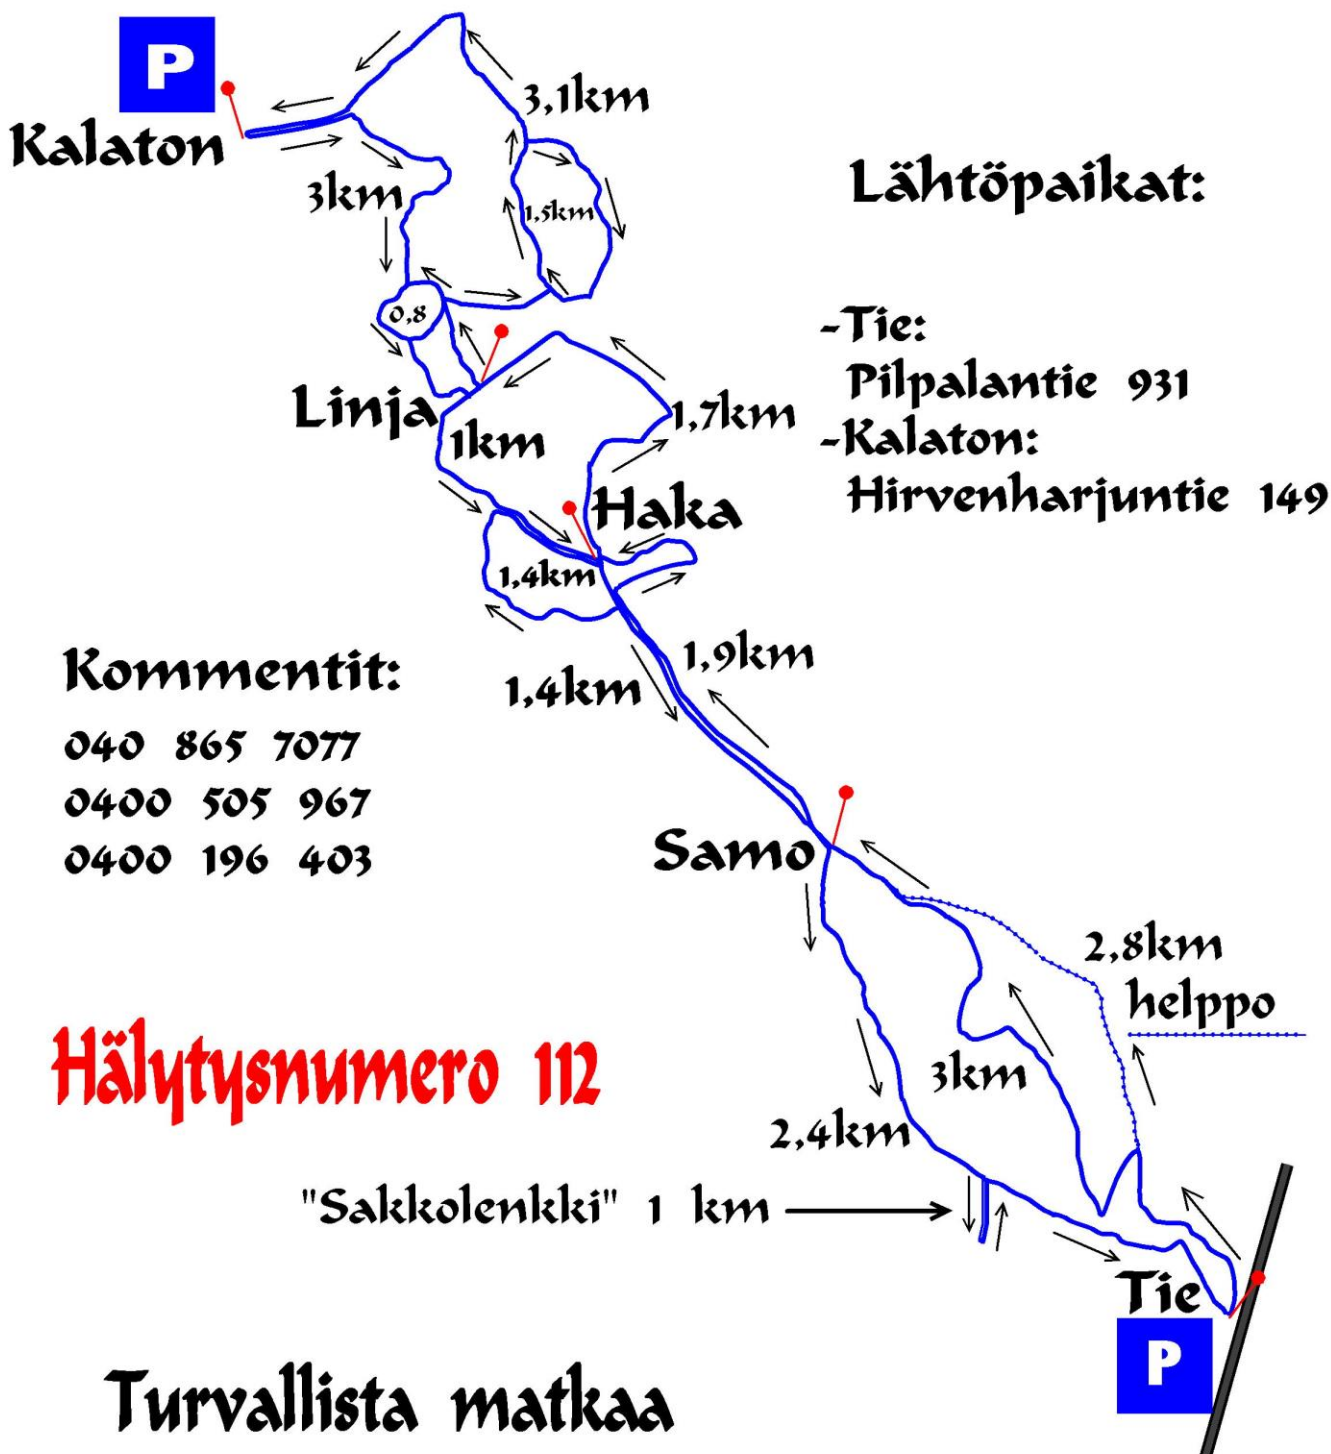 P
Kalaton
3,1km
3km
1,5km
Lähtöpaikat:
0,8
-Tie:
Pilpalantie 931
-Kalaton:
Hirvenharjuntie 149
Linja
1km
1,7km
Haka
1,4km
Kommentit:
040 865 7077
0400 505 967
0400 196 403
1,9km
1,4km
Samo
2,8km
helppo
Hälytysnumero 112
3km
2,4km
"Sakkolenkki" 1 km
Tie
P
Turvallista matkaa